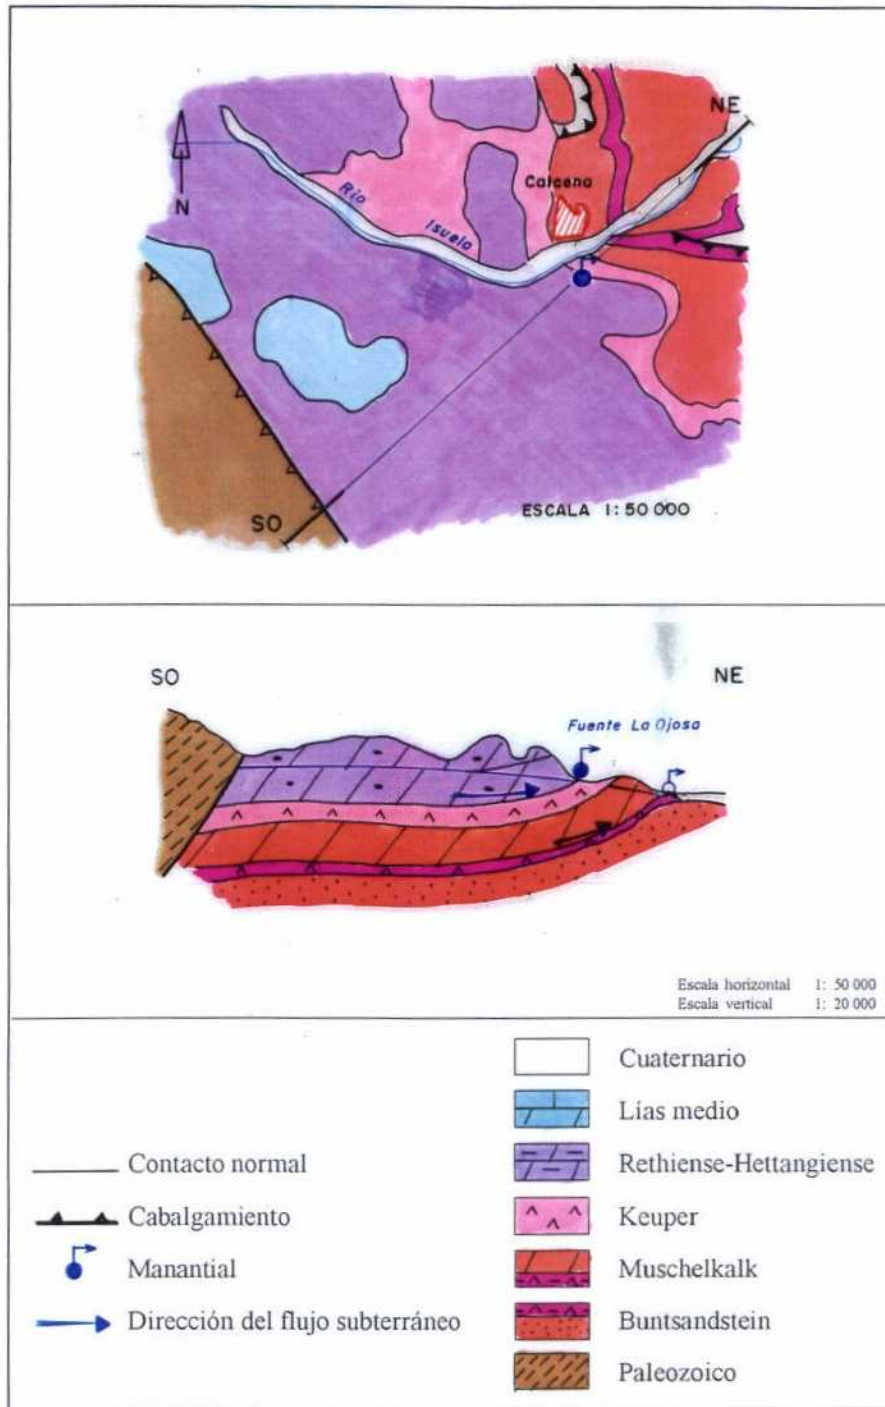 NE
N
Calcena
Río
Isuela
SO
ESCALA 1:50 000
SO
NE
Fuente La Ojosa
Escala horizontal 1: 50 000
Escala vertical 1: 20 000
Contacto normal
Cabalgamiento
Manantial
Dirección del flujo subterráneo
Cuaternario
Lías medio
Rethiense-Hettangiense
Keuper
Muschelkalk
Buntsandstein
Paleozoico